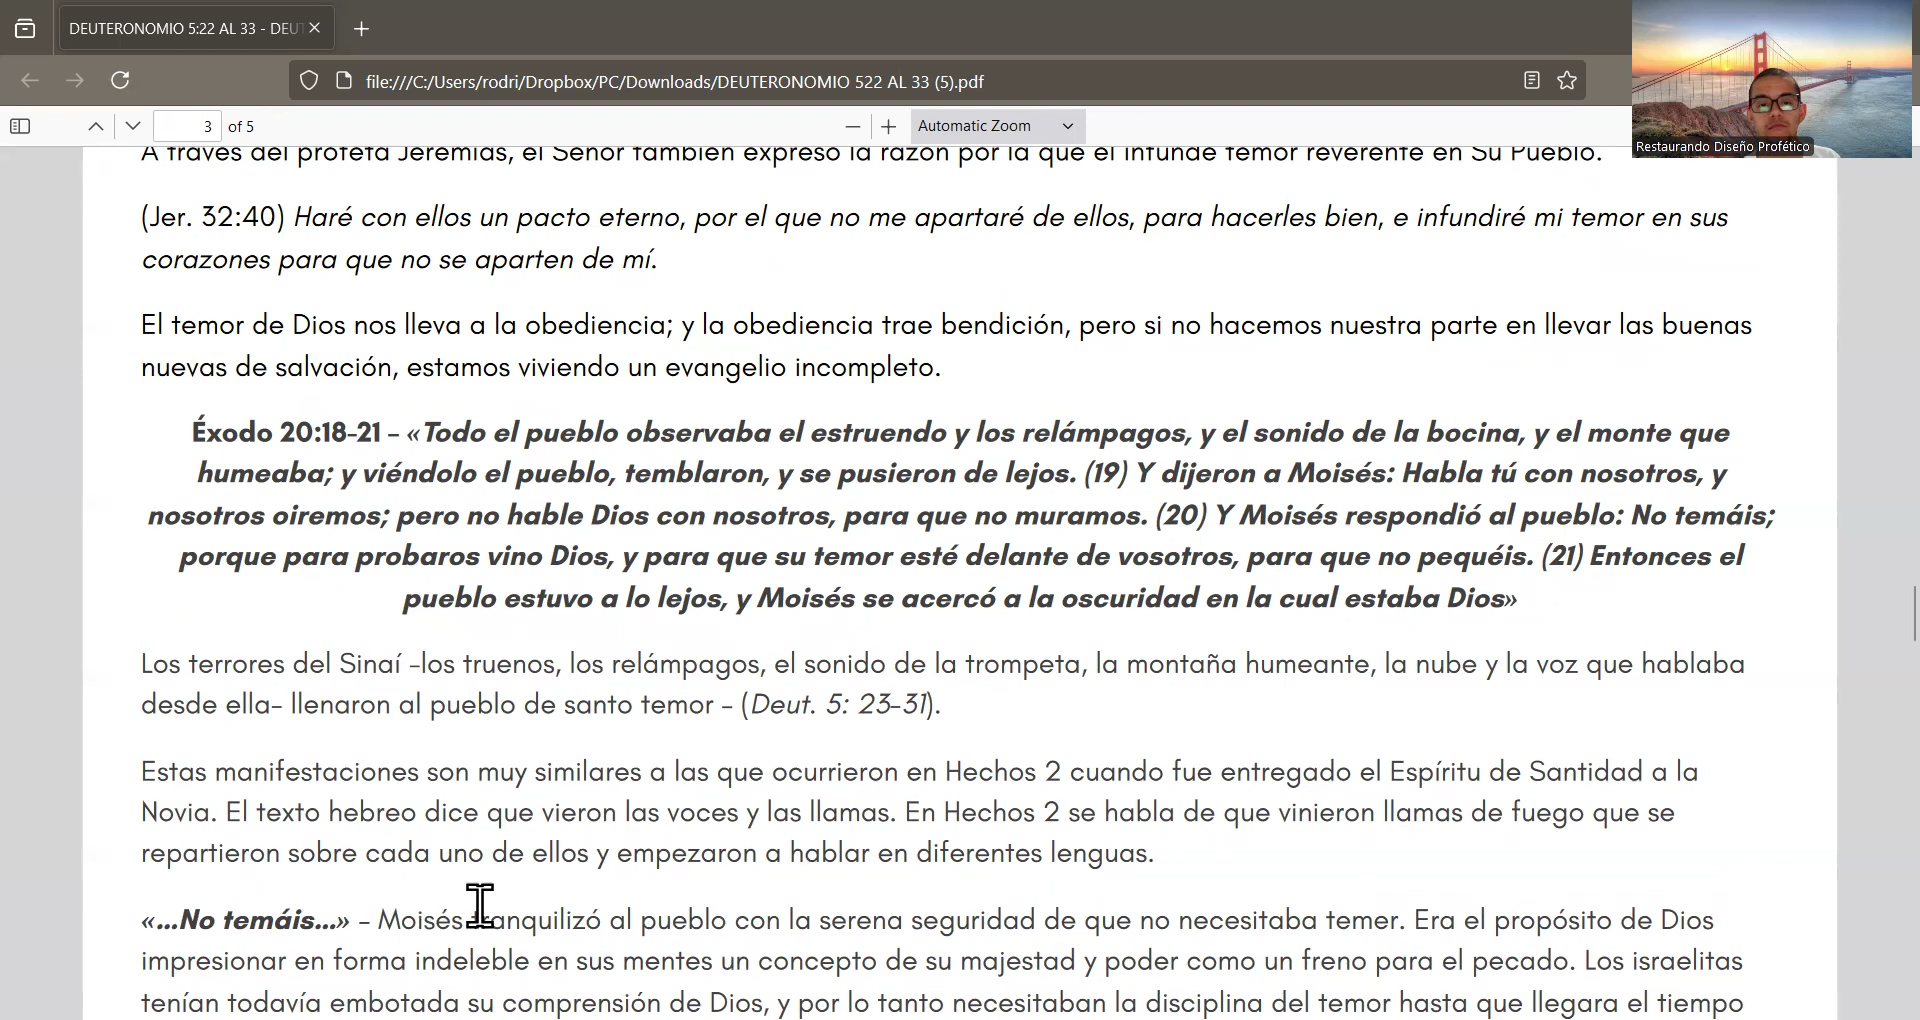 DEUTERONOMIO 5:22 AL 33 - DEUT
file:///C:/Users/rodri/Dropbox/PC/Downloads/DEUTERONOMIO 522 AL 33 (5).pdf
3 of 5
Automatic Zoom
Restaurando Diseño Profético
A través del profeta Jeremías, el Señor también expresó la razón por la que él infunde temor reverente en Su Pueblo.
(Jer. 32:40) Haré con ellos un pacto eterno, por el que no me apartaré de ellos, para hacerles bien, e infundiré mi temor en sus
corazones para que no se aparten de mí.
El temor de Dios nos lleva a la obediencia; y la obediencia trae bendición, pero si no hacemos nuestra parte en llevar las buenas
nuevas de salvación, estamos viviendo un evangelio incompleto.
Éxodo 20:18-21 – «Todo el pueblo observaba el estruendo y los relámpagos, y el sonido de la bocina, y el monte que
humeaba; y viéndolo el pueblo, temblaron, y se pusieron de lejos. (19) Y dijeron a Moisés: Habla tú con nosotros, y
nosotros oiremos; pero no hable Dios con nosotros, para que no muramos. (20) Y Moisés respondió al pueblo: No temáis;
porque para probaros vino Dios, y para que su temor esté delante de vosotros, para que no pequéis. (21) Entonces el
pueblo estuvo a lo lejos, y Moisés se acercó a la oscuridad en la cual estaba Dios»
Los terrores del Sinaí -los truenos, los relámpagos, el sonido de la trompeta, la montaña humeante, la nube y la voz que hablaba
desde ella- llenaron al pueblo de santo temor – (Deut. 5: 23-31).
Estas manifestaciones son muy similares a las que ocurrieron en Hechos 2 cuando fue entregado el Espíritu de Santidad a la
Novia. El texto hebreo dice que vieron las voces y las llamas. En Hechos 2 se habla de que vinieron llamas de fuego que se
repartieron sobre cada uno de ellos y empezaron a hablar en diferentes lenguas.
«...No temáis...» – Moisés tranquilizó al pueblo con la serena seguridad de que no necesitaba temer. Era el propósito de Dios
impresionar en forma indeleble en sus mentes un concepto de su majestad y poder como un freno para el pecado. Los israelitas
tenían todavía embotada su comprensión de Dios, y por lo tanto necesitaban la disciplina del temor hasta que llegara el tiempo